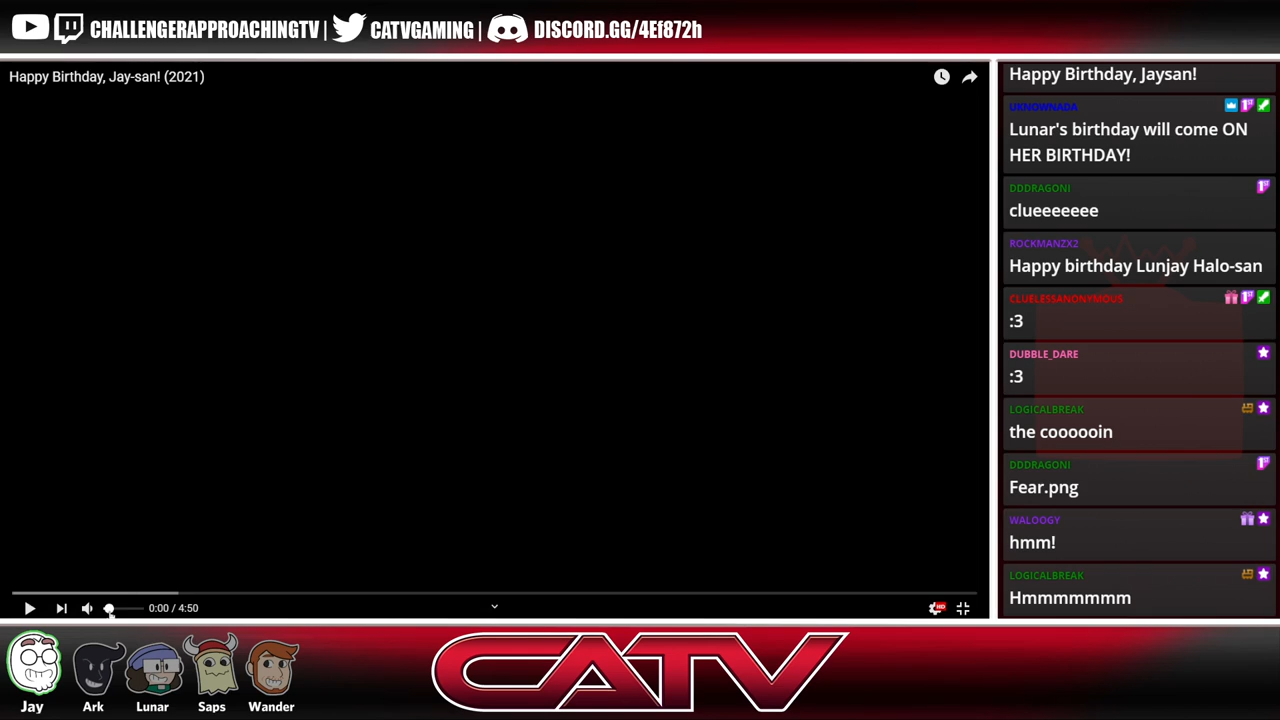 CHALLENGERAPPROACHINGTV | CATVGAMING | DISCORD.GG/4Ef872h
Happy Birthday, Jay-san! (2021)
Happy Birthday, Jaysan!
UKNOWNADA
Lunar's birthday will come ON
HER BIRTHDAY!
DDDRAGONI
clueeeeeee
ROCKMANZX2
Happy birthday Lunjay Halo-san
CLUELESSANONYMOUS
:3
DUBBLE_DARE
:3
LOGICALBREAK
the coooooin
DDDRAGONI
Fear.png
WALOOGY
hmm!
LOGICALBREAK
Hmmmmmmm
0:00 / 4:50
HD
CATV
Jay
Ark
Lunar
Saps
Wander